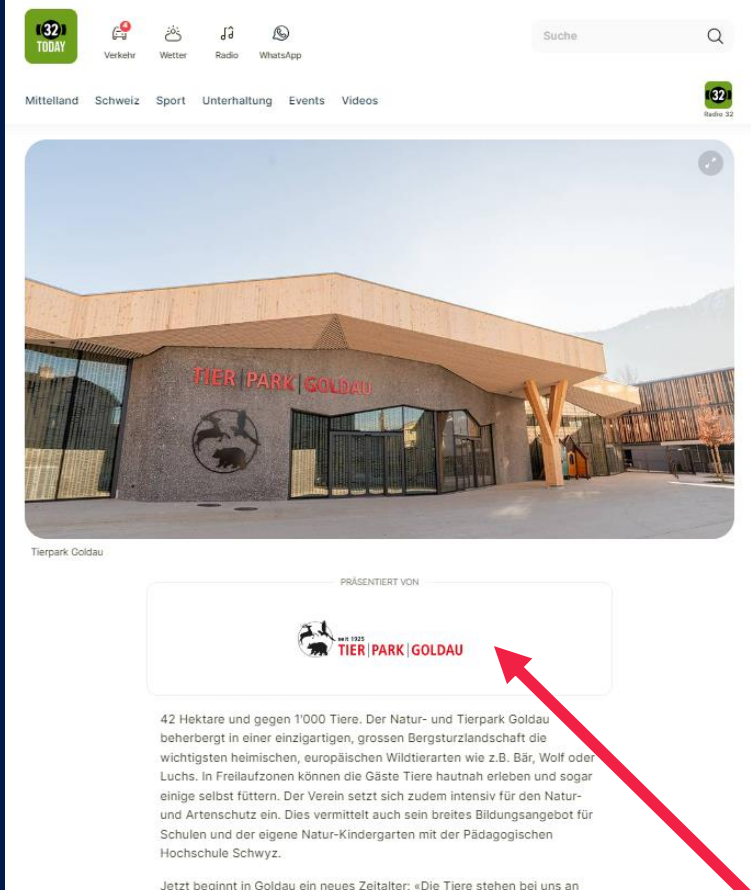 32
TODAY
4
Verkehr
Wetter
Radio
WhatsApp
Suche
Mittelland Schweiz Sport Unterhaltung Events Videos
32
Radio 32
TIER PARK GOLDAU
Tierpark Goldau
PRÄSENTIERT VON
seit 1925
TIER|PARK|GOLDAU
42 Hektare und gegen 1'000 Tiere. Der Natur- und Tierpark Goldau
beherbergt in einer einzigartigen, grossen Bergsturzlandschaft die
wichtigsten heimischen, europäischen Wildtierarten wie z.B. Bär, Wolf oder
Luchs. In Freilaufzonen können die Gäste Tiere hautnah erleben und sogar
einige selbst füttern. Der Verein setzt sich zudem intensiv für den Natur-
und Artenschutz ein. Dies vermittelt auch sein breites Bildungsangebot für
Schulen und der eigene Natur-Kindergarten mit der Pädagogischen
Hochschule Schwyz.
Jetzt beginnt in Goldau ein neues Zeitalter: «Die Tiere stehen bei uns an